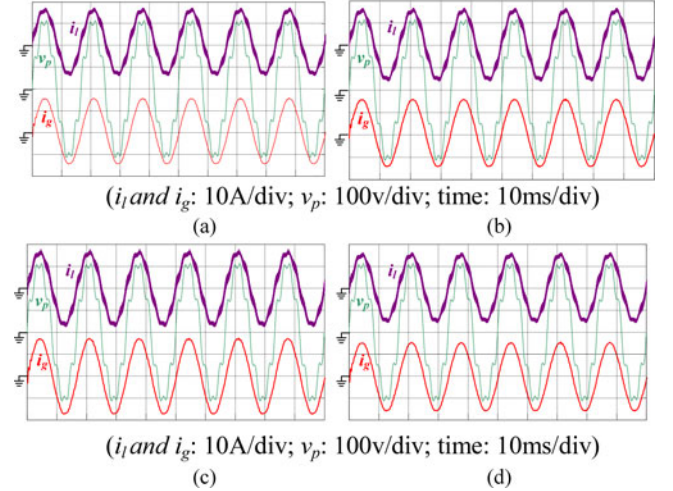 i_l i_l
v_p v_p
i_g i_g
(i_l and i_g: 10A/div; v_p: 100v/div; time: 10ms/div)
(a) (b)
i_l i_l
v_p v_p
i_g i_g
(i_l and i_g: 10A/div; v_p: 100v/div; time: 10ms/div)
(c) (d)